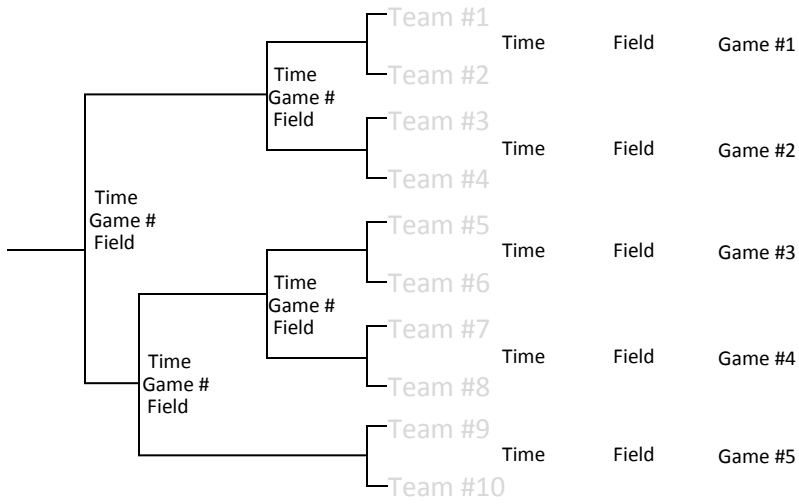 Team #1
Time Field Game #1
Team #2
Time
Game #
Field
Team #3
Time Field Game #2
Team #4
Time
Game #
Field
Team #5
Time Field Game #3
Team #6
Time
Game #
Field
Team #7
Time Field Game #4
Team #8
Time
Game #
Field
Team #9
Time Field Game #5
Team #10